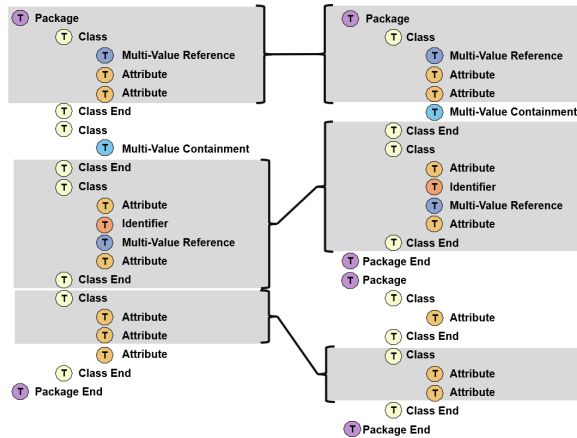 T Package
T Class
T Multi-Value Reference
T Attribute
T Attribute
T Class End
T Class
T Multi-Value Containment
T Class End
T Class
T Attribute
T Identifier
T Multi-Value Reference
T Attribute
T Class End
T Class
T Attribute
T Attribute
T Attribute
T Class End
T Package End
T Package
T Class
T Multi-Value Reference
T Attribute
T Attribute
T Multi-Value Containment
T Class End
T Class
T Attribute
T Identifier
T Multi-Value Reference
T Attribute
T Class End
T Package End
T Package
T Class
T Attribute
T Class End
T Class
T Attribute
T Attribute
T Class End
T Package End